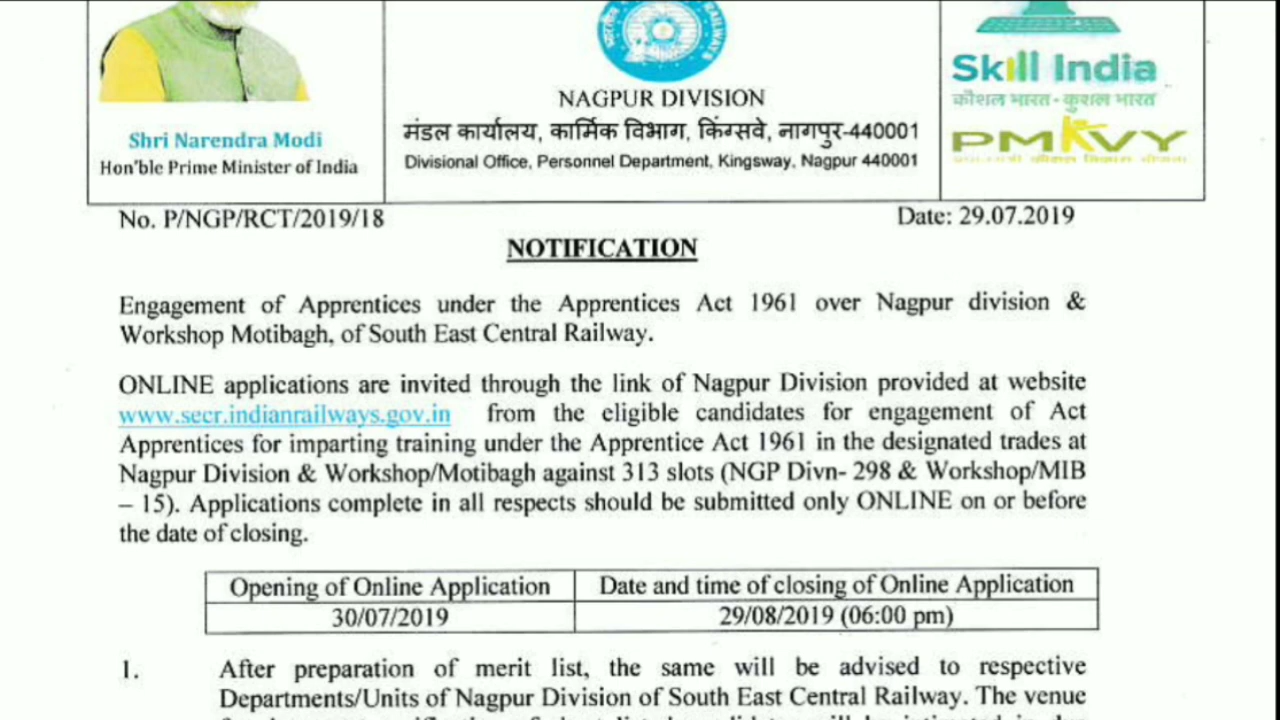 RAILWAYS
Skill India
कौशल भारत - कुशल भारत
PMKVY
NAGPUR DIVISION
मंडल कार्यालय, कार्मिक विभाग, किंग्सवे, नागपुर-440001
Divisional Office, Personnel Department, Kingsway, Nagpur 440001
Shri Narendra Modi
Hon'ble Prime Minister of India
No. P/NGP/RCT/2019/18
Date: 29.07.2019
NOTIFICATION
Engagement of Apprentices under the Apprentices Act 1961 over Nagpur division &
Workshop Motibagh, of South East Central Railway.
ONLINE applications are invited through the link of Nagpur Division provided at website
www.secr.indianrailways.gov.in from the eligible candidates for engagement of Act
Apprentices for imparting training under the Apprentice Act 1961 in the designated trades at
Nagpur Division & Workshop/Motibagh against 313 slots (NGP Divn- 298 & Workshop/MIB
– 15). Applications complete in all respects should be submitted only ONLINE on or before
the date of closing.
Opening of Online Application
Date and time of closing of Online Application
30/07/2019
29/08/2019 (06:00 pm)
1. After preparation of merit list, the same will be advised to respective
Departments/Units of Nagpur Division of South East Central Railway. The venue